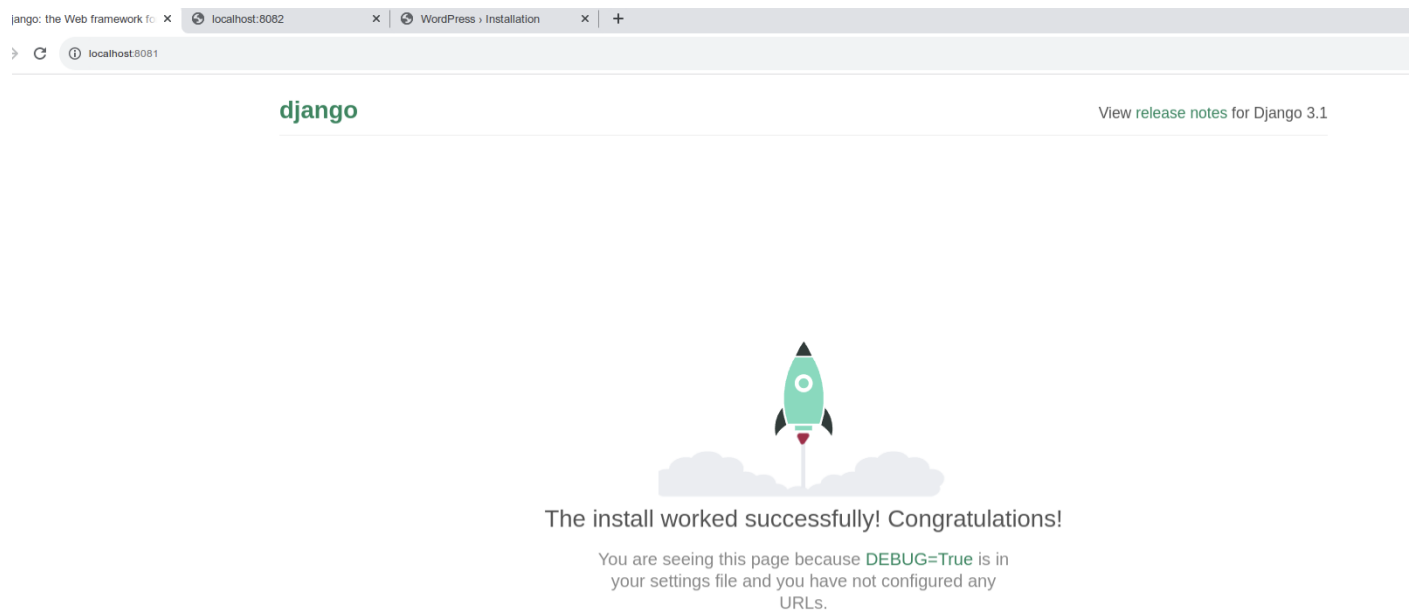 jango: the Web framework fo
localhost:8082
WordPress › Installation
localhost:8081
django
View release notes for Django 3.1
The install worked successfully! Congratulations!
You are seeing this page because DEBUG=True is in
your settings file and you have not configured any
URLs.